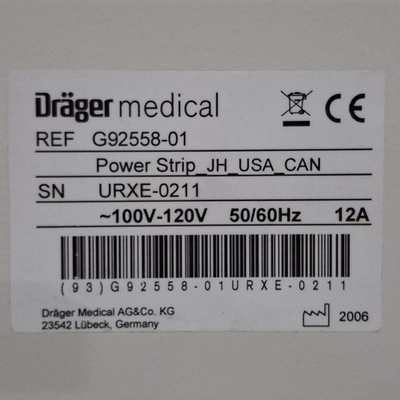 Dräger medical
CE
REF G92558-01
Power Strip_JH_USA_CAN
SN URXE-0211
~100V-120V 50/60Hz 12A
(93)G92558-01URXE-0211
Dräger Medical AG&Co. KG
23542 Lübeck, Germany
2006